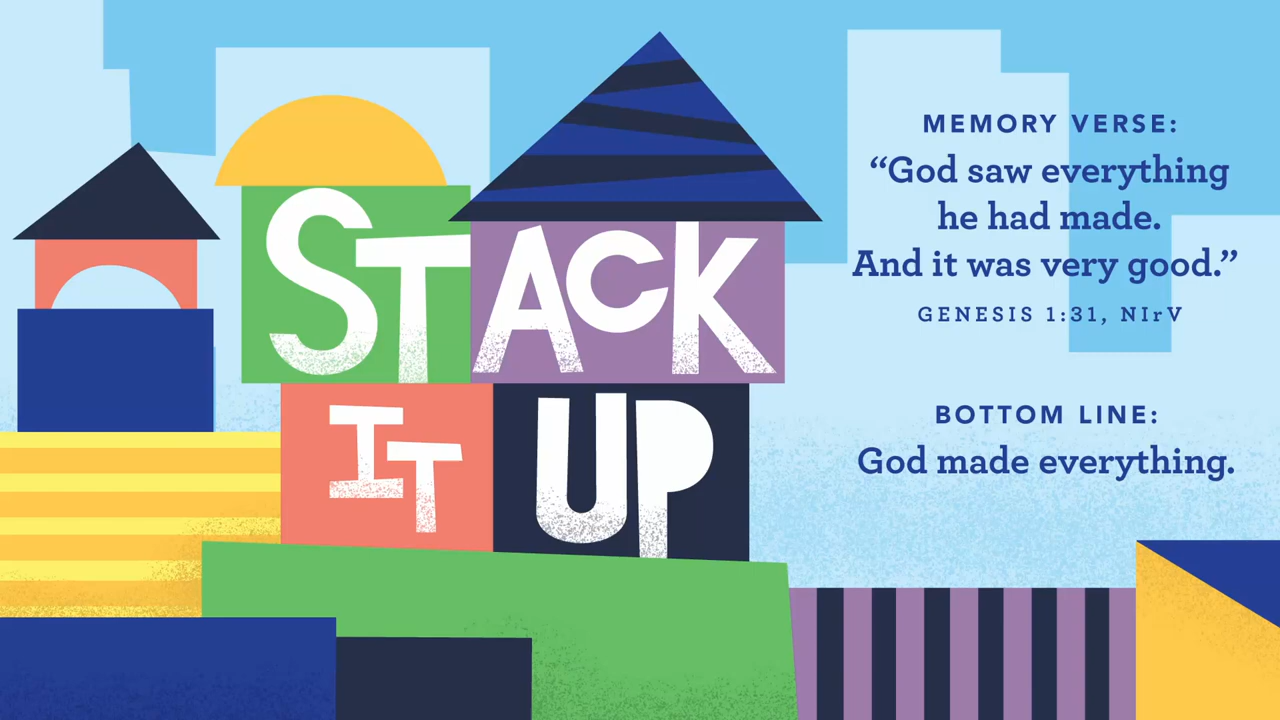 STACK
IT UP
MEMORY VERSE:
“God saw everything
he had made.
And it was very good.”
GENESIS 1:31, NIrV
BOTTOM LINE:
God made everything.